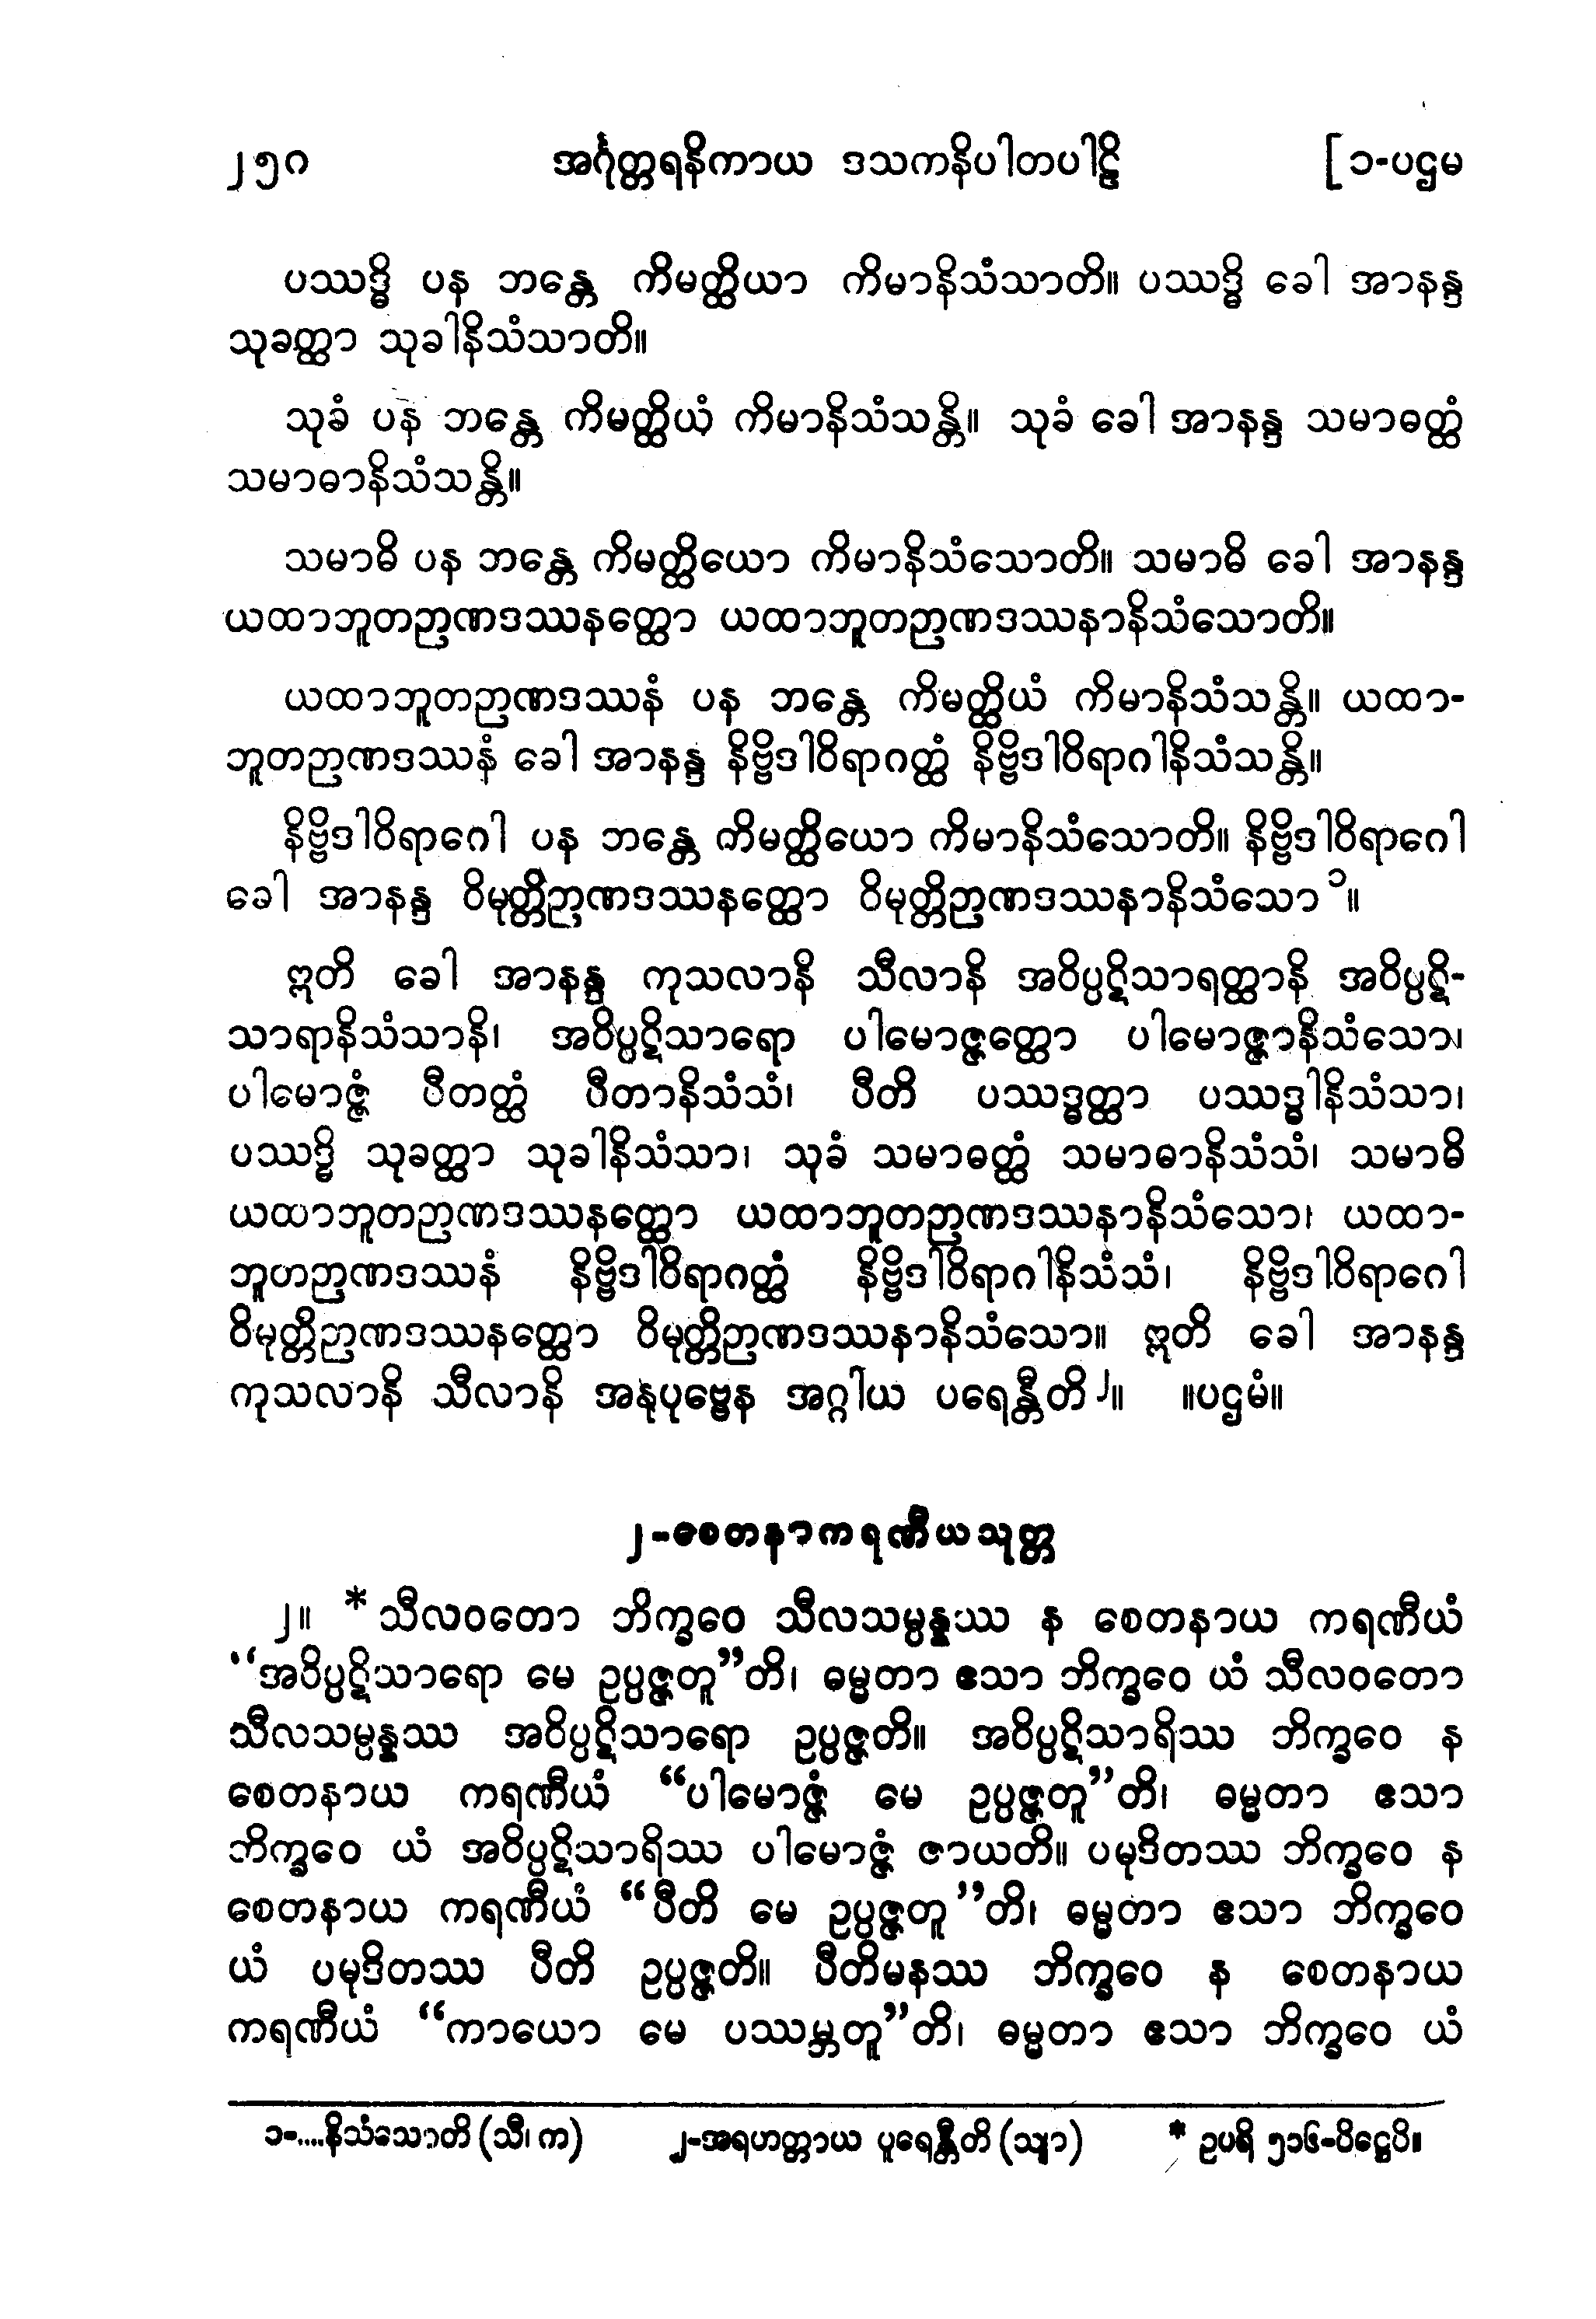 ၂၅၀ အင်္ဂုတ္တရနိကာယ ဒသကနိပါတပါဠိ [ ၁-ပဌမ
ပဿဒ္ဓိ ပန ဘန္တေ ကိမတ္ထိယာ ကိမာနိသံသာတိ။ ပဿဒ္ဓိ ခေါ အာနန္ဒ
သုခတ္ထာ သုခါနိသံသာတိ။
သုခံ ပန ဘန္တေ ကိမတ္ထိယံ ကိမာနိသံသန္တိ။ သုခံ ခေါ အာနန္ဒ သမာဓတ္ထံ
သမာဓာနိသံသန္တိ။
သမာဓိ ပန ဘန္တေ ကိမတ္ထိယော ကိမာနိသံသောတိ။ သမာဓိ ခေါ အာနန္ဒ
ယထာဘူတဉာဏဒဿနတ္ထော ယထာဘူတဉာဏဒဿနာနိသံသောတိ။
ယထာဘူတဉာဏဒဿနံ ပန ဘန္တေ ကိမတ္ထိယံ ကိမာနိသံသန္တိ။ ယထာ-
ဘူတဉာဏဒဿနံ ခေါ အာနန္ဒ နိဗ္ဗိဒါဝိရာဂတ္ထံ နိဗ္ဗိဒါဝိရာဂါနိသံသန္တိ။
နိဗ္ဗိဒါဝိရာဂေါ ပန ဘန္တေ ကိမတ္ထိယော ကိမာနိသံသောတိ။ နိဗ္ဗိဒါဝိရာဂေါ
ခေါ အာနန္ဒ ဝိမုတ္တိဉာဏဒဿနတ္ထော ဝိမုတ္တိဉာဏဒဿနာနိသံသော ၁။
ဣတိ ခေါ အာနန္ဒ ကုသလာနိ သီလာနိ အဝိပ္ပဋိသာရတ္ထာနိ အဝိပ္ပဋိ-
သာရာနိသံသာနိ၊ အဝိပ္ပဋိသာရော ပါမောဇ္ဇတ္ထော ပါမောဇ္ဇာနိသံသော၊
ပါမောဇ္ဇံ ပီတတ္ထံ ပီတာနိသံသံ၊ ပီတိ ပဿဒ္ဓတ္ထာ ပဿဒ္ဓါနိသံသာ၊
ပဿဒ္ဓိ သုခတ္ထာ သုခါနိသံသာ၊ သုခံ သမာဓတ္ထံ သမာဓာနိသံသံ၊ သမာဓိ
ယထာဘူတဉာဏဒဿနတ္ထော ယထာဘူတဉာဏဒဿနာနိသံသော၊ ယထာ-
ဘူတဉာဏဒဿနံ နိဗ္ဗိဒါဝိရာဂတ္ထံ နိဗ္ဗိဒါဝိရာဂါနိသံသံ၊ နိဗ္ဗိဒါဝိရာဂေါ
ဝိမုတ္တိဉာဏဒဿနတ္ထော ဝိမုတ္တိဉာဏဒဿနာနိသံသော။ ဣတိ ခေါ အာနန္ဒ
ကုသလာနိ သီလာနိ အနုပုဗ္ဗေန အဂ္ဂါယ ပရေန္တီတိ ၂။ ။ပဌမံ။
၂-စေတနာကရဏီယသုတ္တ
၂။ * သီလဝတော ဘိက္ခဝေ သီလသမ္ပန္နဿ န စေတနာယ ကရဏီယံ
“အဝိပ္ပဋိသာရော မေ ဥပ္ပဇ္ဇတူ”တိ၊ ဓမ္မတာ ဧသာ ဘိက္ခဝေ ယံ သီလဝတော
သီလသမ္ပန္နဿ အဝိပ္ပဋိသာရော ဥပ္ပဇ္ဇတိ။ အဝိပ္ပဋိသာရိဿ ဘိက္ခဝေ န
စေတနာယ ကရဏီယံ “ပါမောဇ္ဇံ မေ ဥပ္ပဇ္ဇတူ”တိ၊ ဓမ္မတာ ဧသာ
ဘိက္ခဝေ ယံ အဝိပ္ပဋိသာရိဿ ပါမောဇ္ဇံ ဇာယတိ။ ပမုဒိတဿ ဘိက္ခဝေ န
စေတနာယ ကရဏီယံ “ပီတိ မေ ဥပ္ပဇ္ဇတူ”တိ၊ ဓမ္မတာ ဧသာ ဘိက္ခဝေ
ယံ ပမုဒိတဿ ပီတိ ဥပ္ပဇ္ဇတိ။ ပီတိမနဿ ဘိက္ခဝေ န စေတနာယ
ကရဏီယံ “ကာယော မေ ပဿမ္ဘတူ”တိ၊ ဓမ္မတာ ဧသာ ဘိက္ခဝေ ယံ
၁-....နိသံသောတိ (သီ၊ က) ၂-အရဟတ္တာယ ပူရေန္တီတိ (သျာ) * ဥပရိ ၅၁၆-ပိဋ္ဌေပိ။